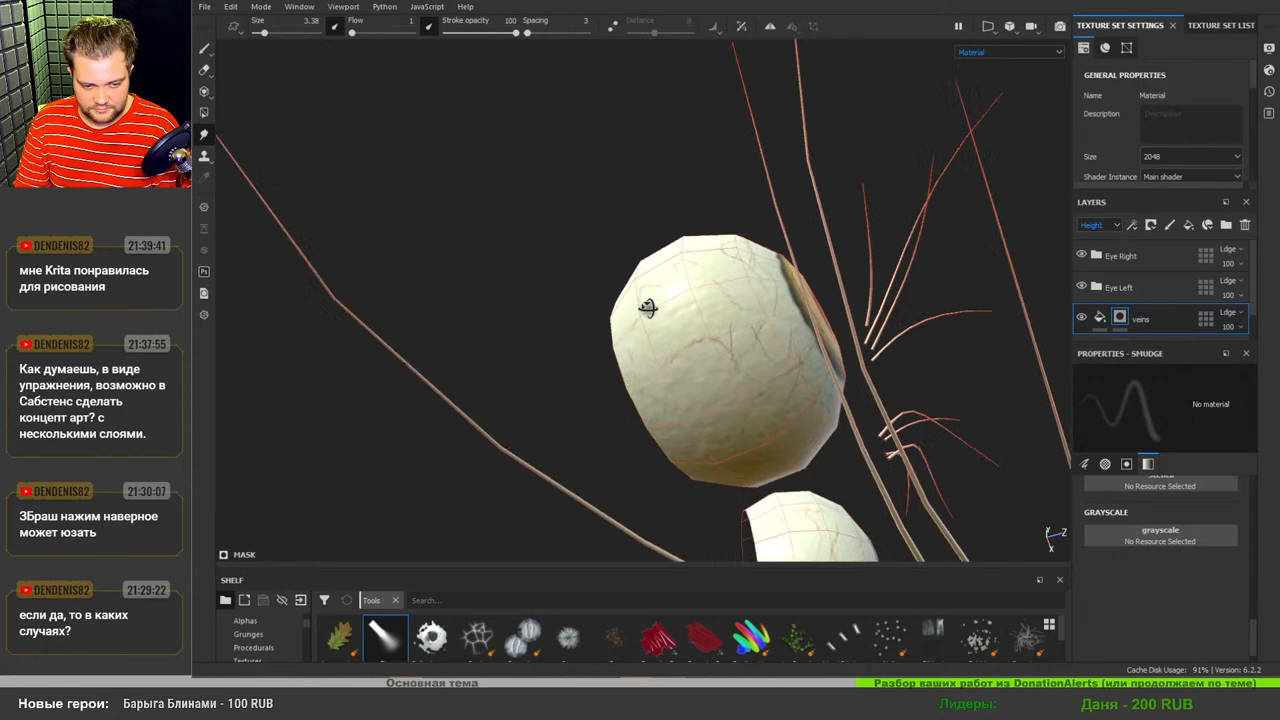 File Edit Mode Window Viewport Python JavaScript Help
Size 3.38 Flow 1 Stroke opacity 100 Spacing 3 Distance 8
Material
TEXTURE SET SETTINGS TEXTURE SET LIST
GENERAL PROPERTIES
Name Material
Description Description
Size 2048
Shader Instance Main shader
LAYERS
Height
Eye Right Ldge 100
Eye Left Ldge 100
veins Ldge 100
PROPERTIES - SMUDGE
No material
No Resource Selected
GRAYSCALE
grayscale
No Resource Selected
DENDENIS82 21:39:41
мне Krita понравилась
для рисования
DENDENIS82 21:37:55
Как думаешь, в виде
упражнения, возможно в
Сабстенс сделать
концепт арт? с
несколькими слоями.
DENDENIS82 21:30:07
ЗБраш нажим наверное
может юзать
DENDENIS82 21:29:22
если да, то в каких
случаях?
Y Z X
MASK
SHELF
Tools Search...
Alphas
Grunges
Textures
Cache Disk Usage: 91% | Version: 6.2.2
Основная тема
Разбор ваших работ из DonationAlerts (или продолжаем по теме)
Новые герои: Барыга Блинами - 100 RUB
Лидеры: Даня - 200 RUB